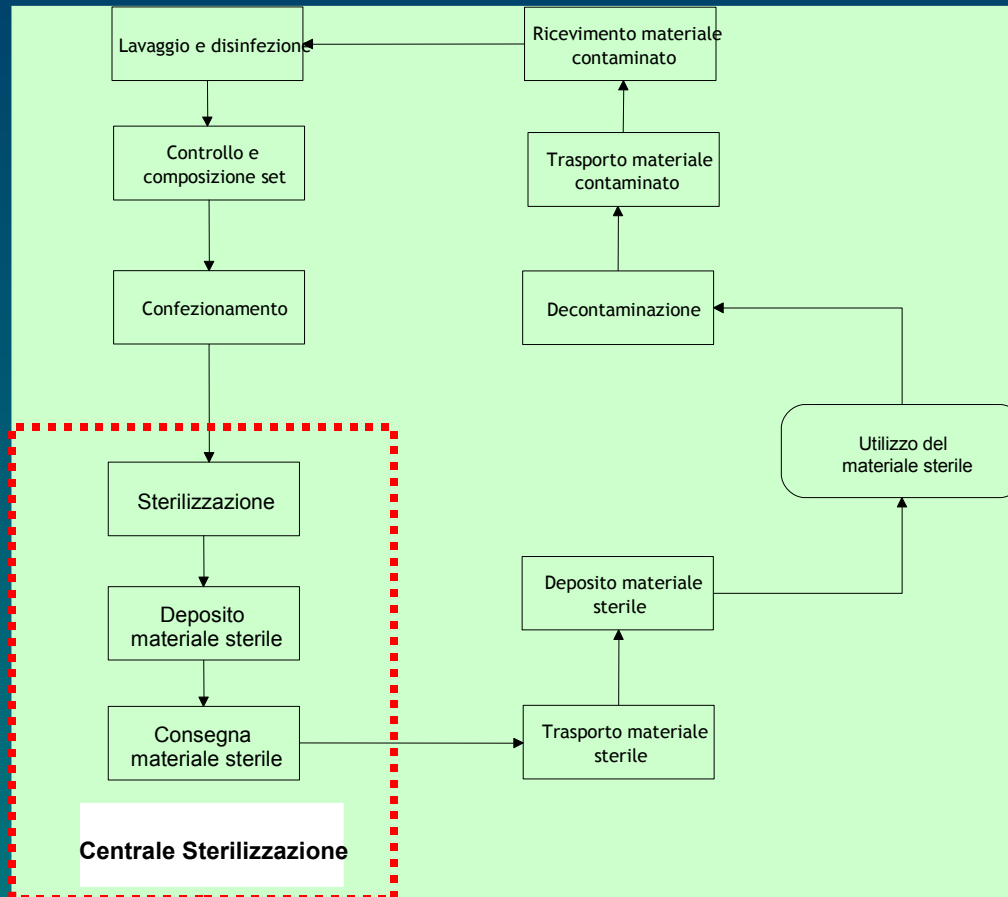 Lavaggio e disinfezione
Ricevimento materiale
contaminato
Controllo e
composizione set
Trasporto materiale
contaminato
Confezionamento
Decontaminazione
Utilizzo del
materiale sterile
Sterilizzazione
Deposito
materiale sterile
Deposito materiale
sterile
Consegna
materiale sterile
Trasporto materiale
sterile
Centrale Sterilizzazione